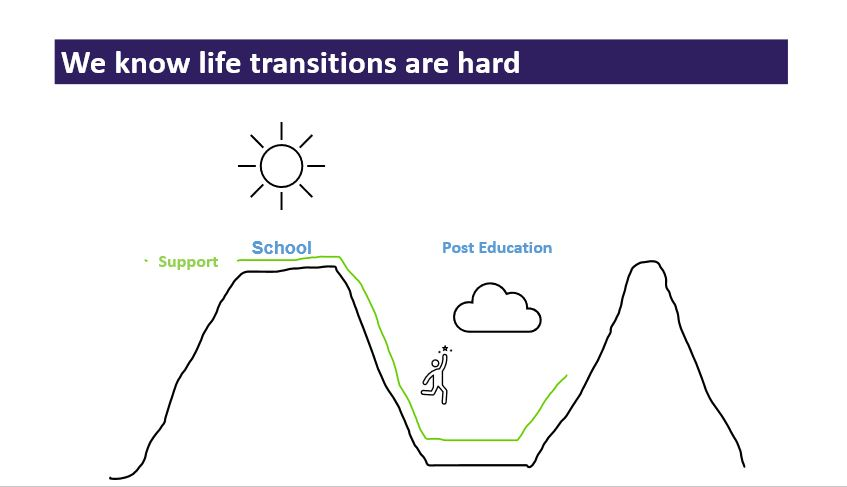 We know life transitions are hard
School
Post Education
Support